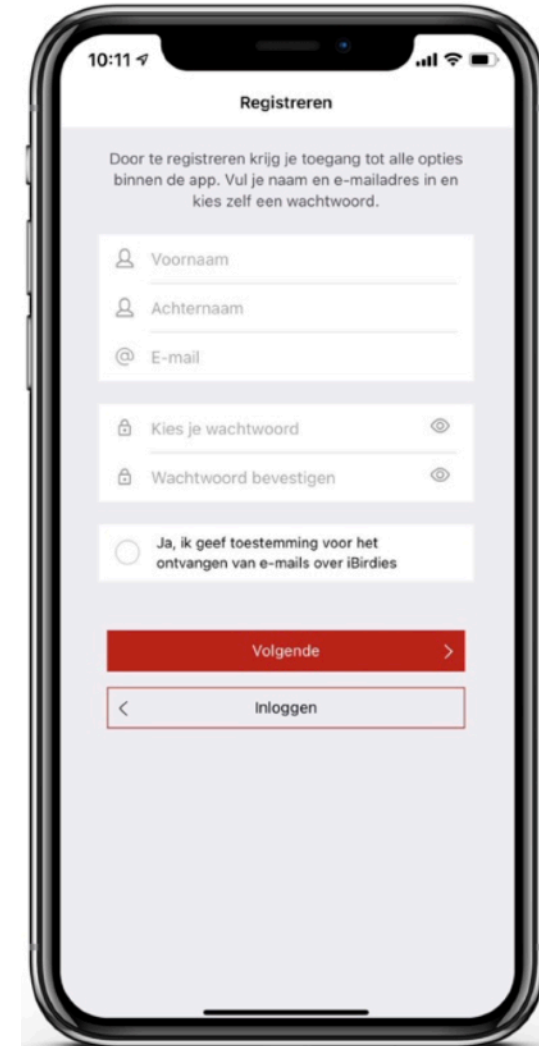 10:11
Registreren
Door te registreren krijg je toegang tot alle opties
binnen de app. Vul je naam en e-mailadres in en
kies zelf een wachtwoord.
Voornaam
Achternaam
@ E-mail
Kies je wachtwoord
Wachtwoord bevestigen
Ja, ik geef toestemming voor het
ontvangen van e-mails over iBirdies
Volgende
Inloggen